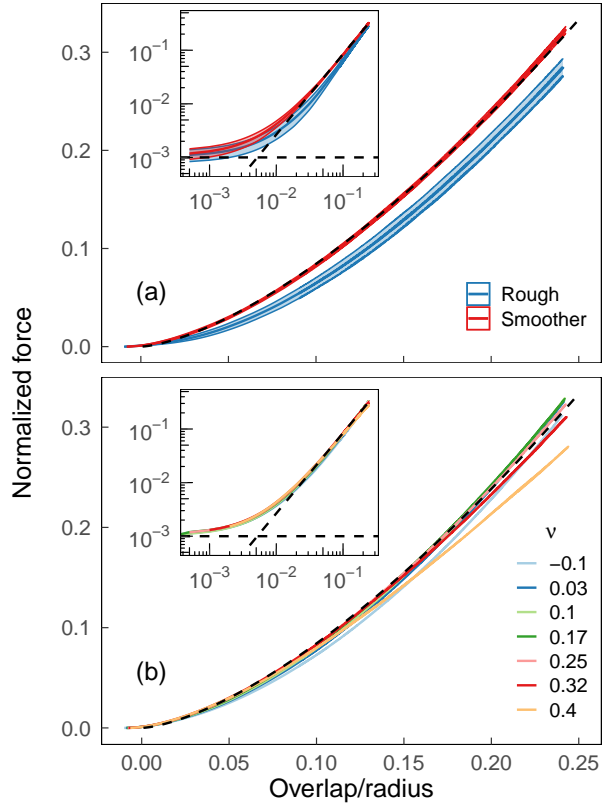 Normalized force
0.3
0.2
0.1
0.0
10⁻¹
10⁻²
10⁻³
10⁻³ 10⁻² 10⁻¹
(a)
Rough
Smoother
0.3
0.2
0.1
0.0
10⁻¹
10⁻²
10⁻³
10⁻³ 10⁻² 10⁻¹
(b)
ν
−0.1
0.03
0.1
0.17
0.25
0.32
0.4
0.00 0.05 0.10 0.15 0.20 0.25
Overlap/radius